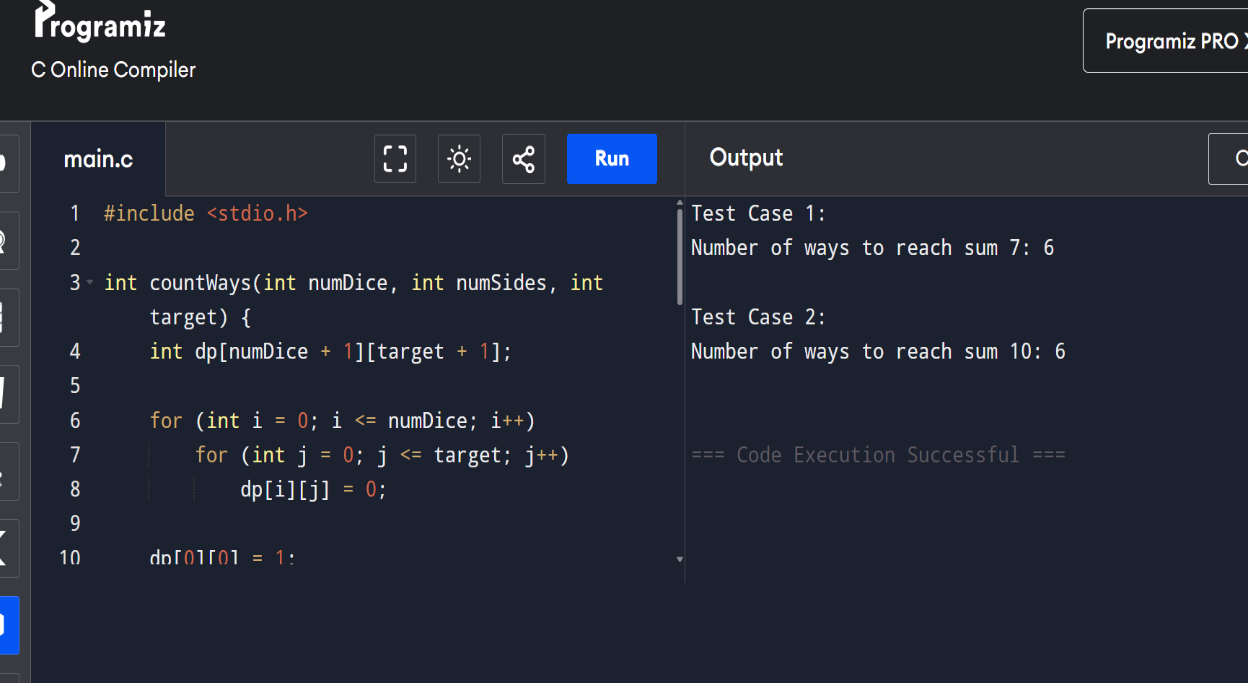 Programiz
C Online Compiler
Programiz PRO
main.c
Run
Output
1 #include <stdio.h>
2
3 int countWays(int numDice, int numSides, int
target) {
4 int dp[numDice + 1][target + 1];
5
6 for (int i = 0; i <= numDice; i++)
7 for (int j = 0; j <= target; j++)
8 dp[i][j] = 0;
9
10 dp[0][0] = 1;
Test Case 1:
Number of ways to reach sum 7: 6
Test Case 2:
Number of ways to reach sum 10: 6
=== Code Execution Successful ===